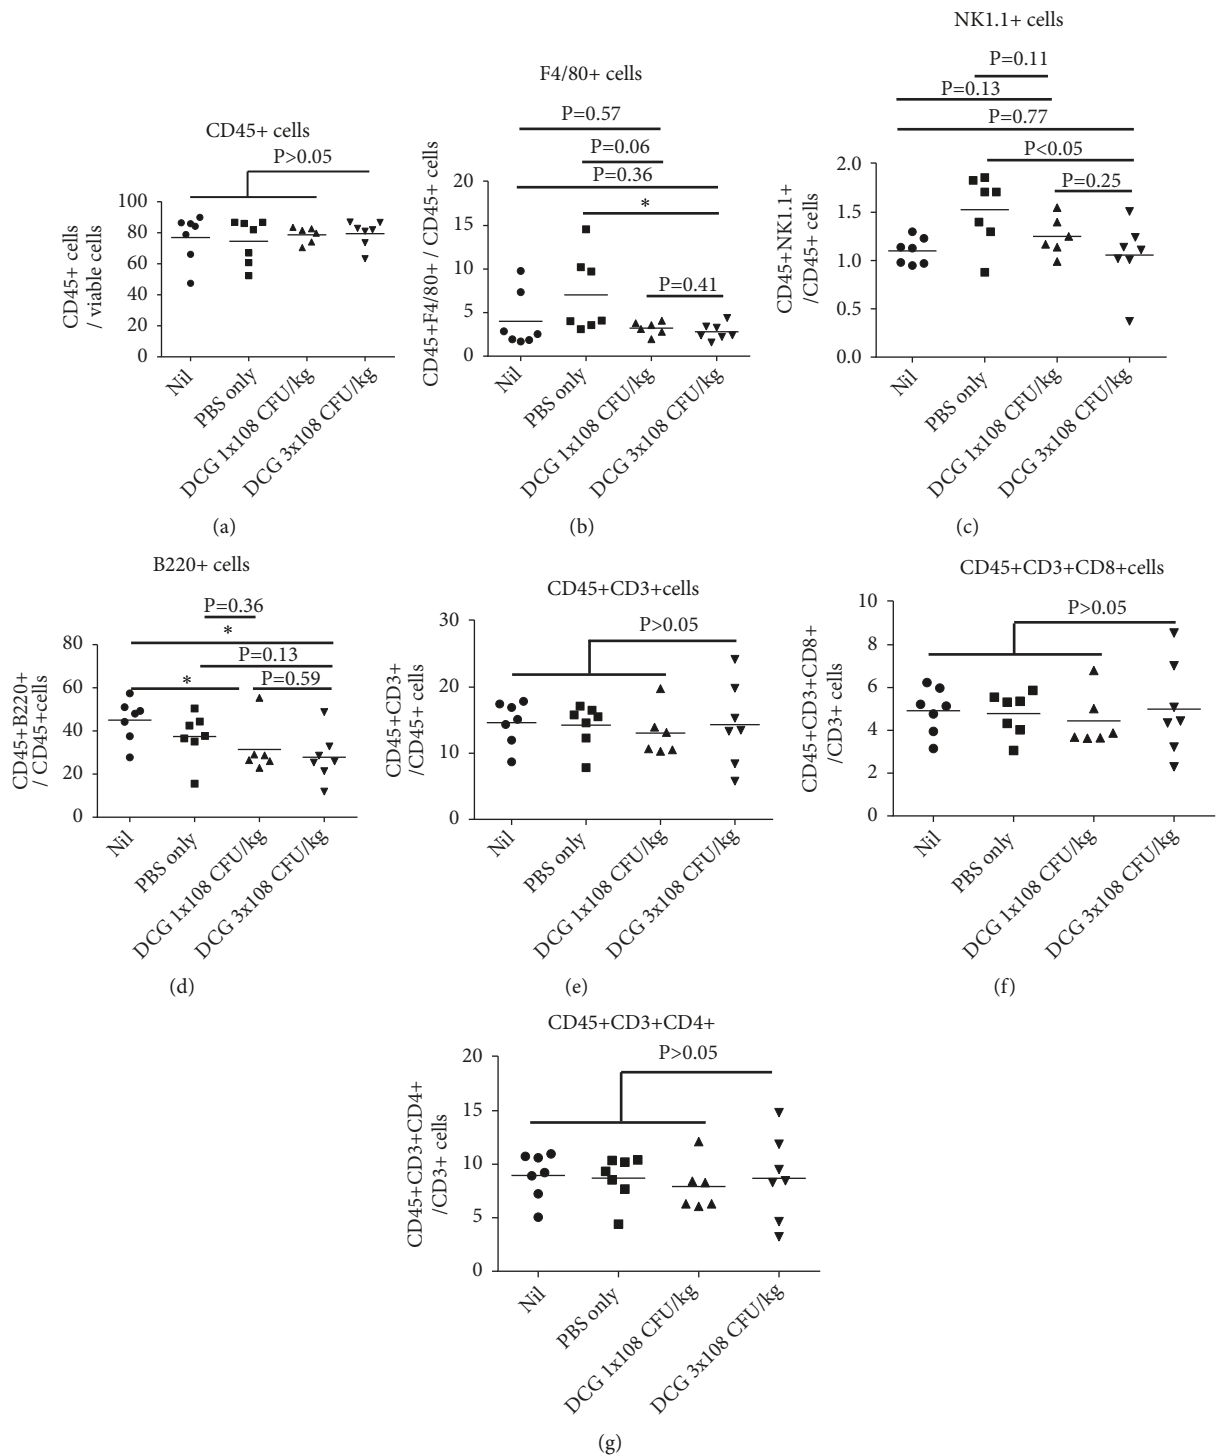 CD45+ cells
P>0.05
CD45+ cells
/ viable cells
100
80
60
40
20
0
Nil
PBS only
DCG 1x108 CFU/kg
DCG 3x108 CFU/kg
(a)
F4/80+ cells
P=0.57
P=0.06
P=0.36
*
P=0.41
CD45+F4/80+ / CD45+ cells
20
15
10
5
0
Nil
PBS only
DCG 1x108 CFU/kg
DCG 3x108 CFU/kg
(b)
NK1.1+ cells
P=0.11
P=0.13
P=0.77
P<0.05
P=0.25
CD45+NK1.1+
/CD45+ cells
2.0
1.5
1.0
0.5
0.0
Nil
PBS only
DCG 1x108 CFU/kg
DCG 3x108 CFU/kg
(c)
B220+ cells
P=0.36
*
P=0.13
*
P=0.59
CD45+B220+
/ CD45+cells
80
60
40
20
0
Nil
PBS only
DCG 1x108 CFU/kg
DCG 3x108 CFU/kg
(d)
CD45+CD3+cells
P>0.05
CD45+CD3+
/CD45+ cells
30
20
10
0
Nil
PBS only
DCG 1x108 CFU/kg
DCG 3x108 CFU/kg
(e)
CD45+CD3+CD8+cells
P>0.05
CD45+CD3+CD8+
/CD3+ cells
10
8
6
4
2
0
Nil
PBS only
DCG 1x108 CFU/kg
DCG 3x108 CFU/kg
(f)
CD45+CD3+CD4+
P>0.05
CD45+CD3+CD4+
/CD3+ cells
20
15
10
5
0
Nil
PBS only
DCG 1x108 CFU/kg
DCG 3x108 CFU/kg
(g)